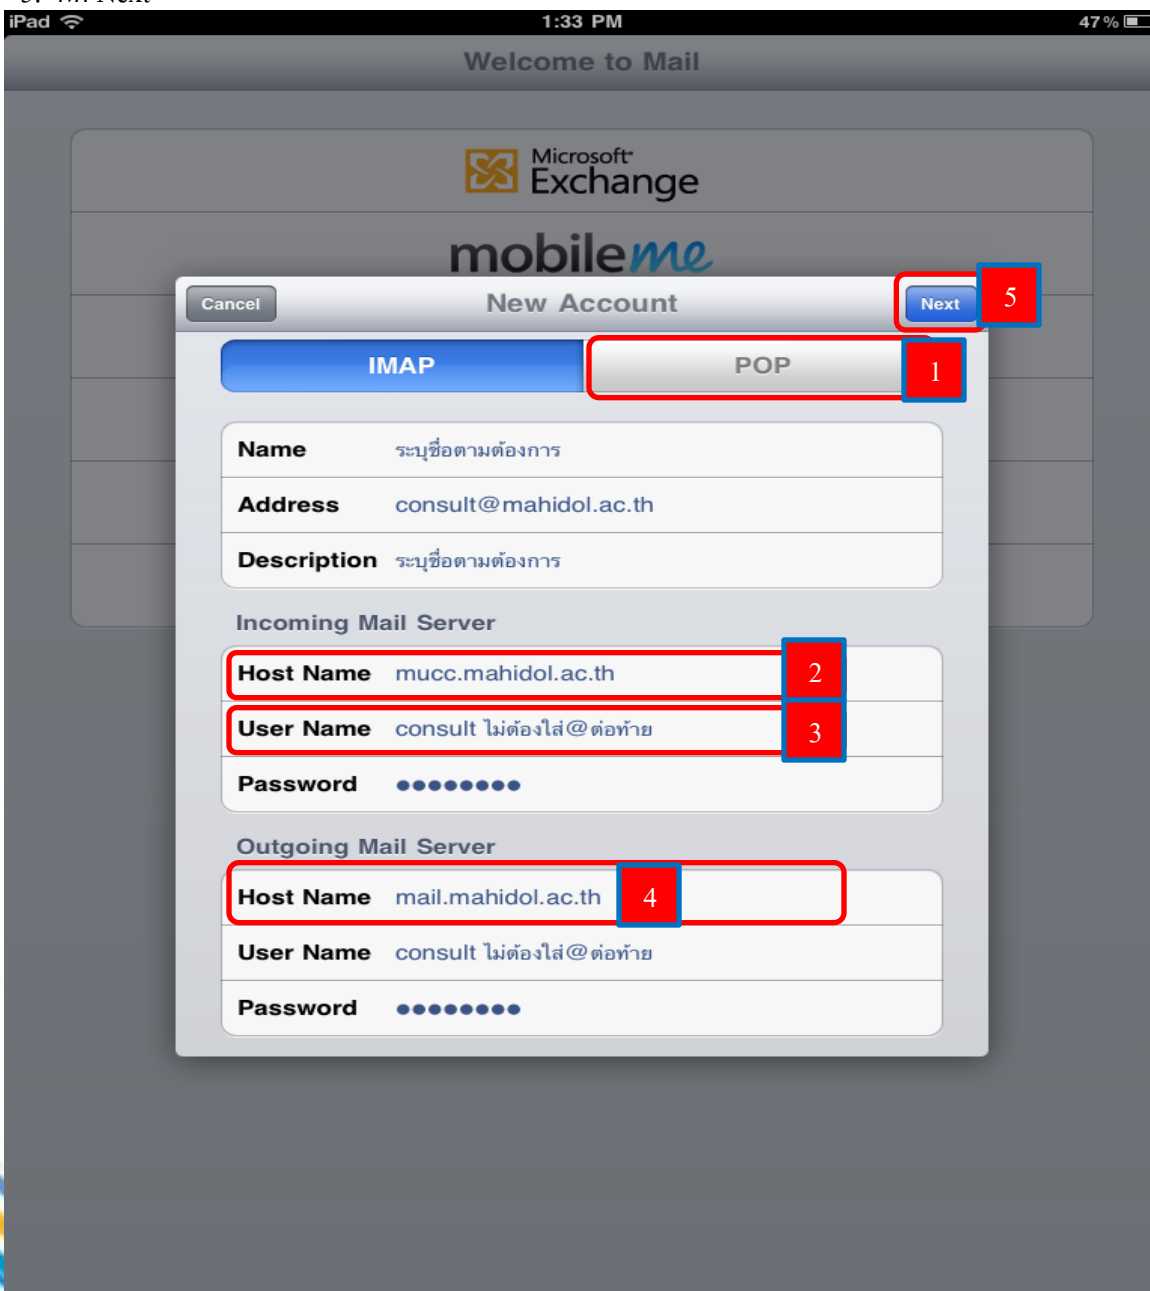 5. Next
iPad 1:33 PM 47%
Welcome to Mail
Microsoft
Exchange
mobileme
Cancel New Account Next 5
IMAP POP 1
Name ระบุชื่อตามต้องการ
Address consult@mahidol.ac.th
Description ระบุชื่อตามต้องการ
Incoming Mail Server
Host Name mucc.mahidol.ac.th 2
User Name consult ไม่ต้องใส่@ต่อท้าย 3
Password ●●●●●●●●
Outgoing Mail Server
Host Name mail.mahidol.ac.th 4
User Name consult ไม่ต้องใส่@ต่อท้าย
Password ●●●●●●●●